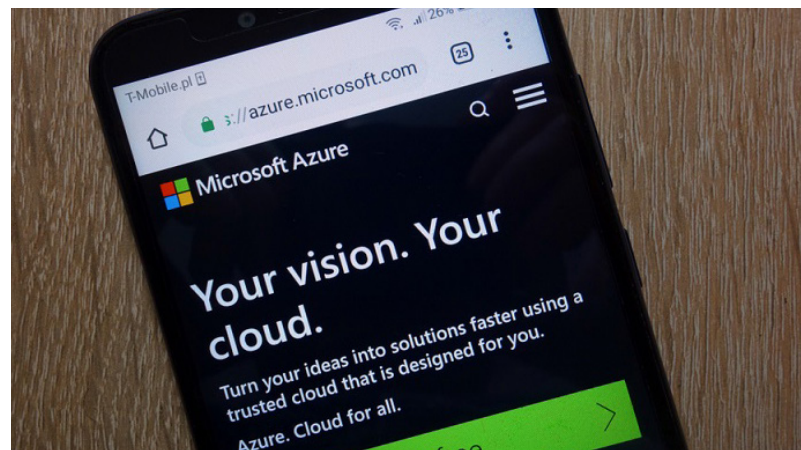 T-Mobile.pl 26%
://azure.microsoft.com 25
Microsoft Azure
Your vision. Your
cloud.
Turn your ideas into solutions faster using a
trusted cloud that is designed for you.
Azure. Cloud for all.